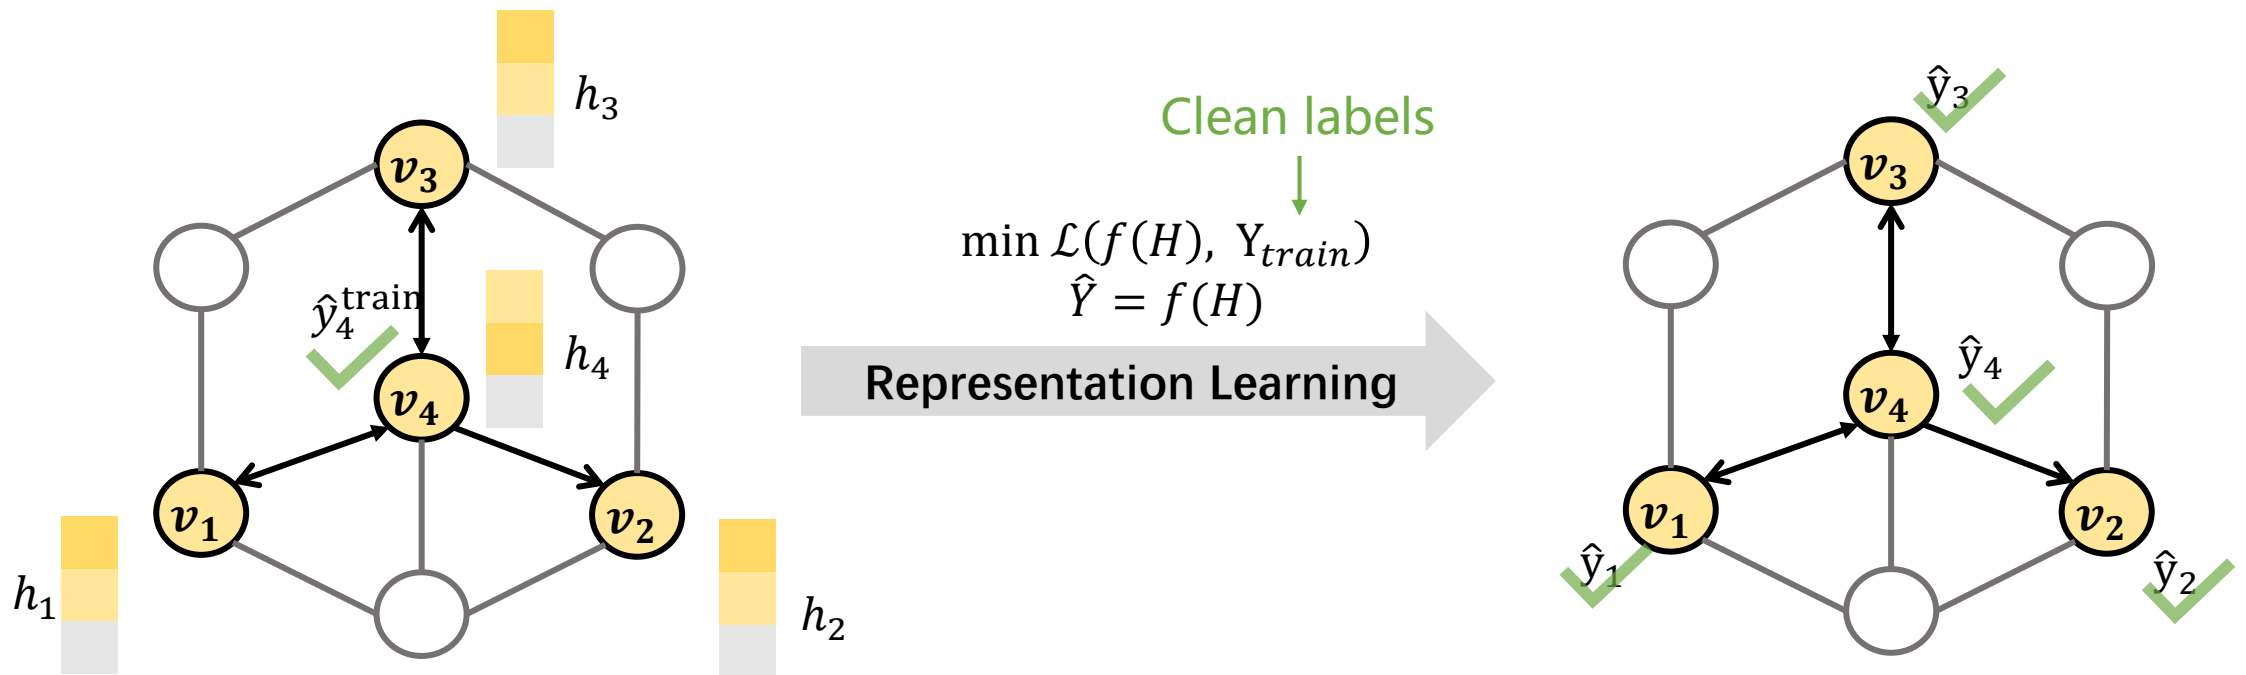 h₃
v₃
ŷ₄ᵗʳᵃⁱⁿ
h₄
v₄
v₁
v₂
h₁
h₂
Clean labels
min ℒ(f(H), Y_train)
Ŷ = f(H)
Representation Learning
ŷ₃
v₃
ŷ₄
v₄
v₁
v₂
ŷ₁
ŷ₂